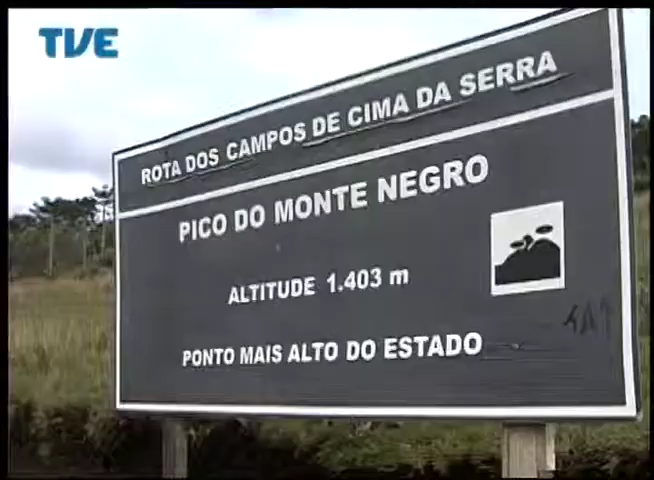 TVE
ROTA DOS CAMPOS DE CIMA DA SERRA
PICO DO MONTE NEGRO
ALTITUDE 1.403 m
PONTO MAIS ALTO DO ESTADO